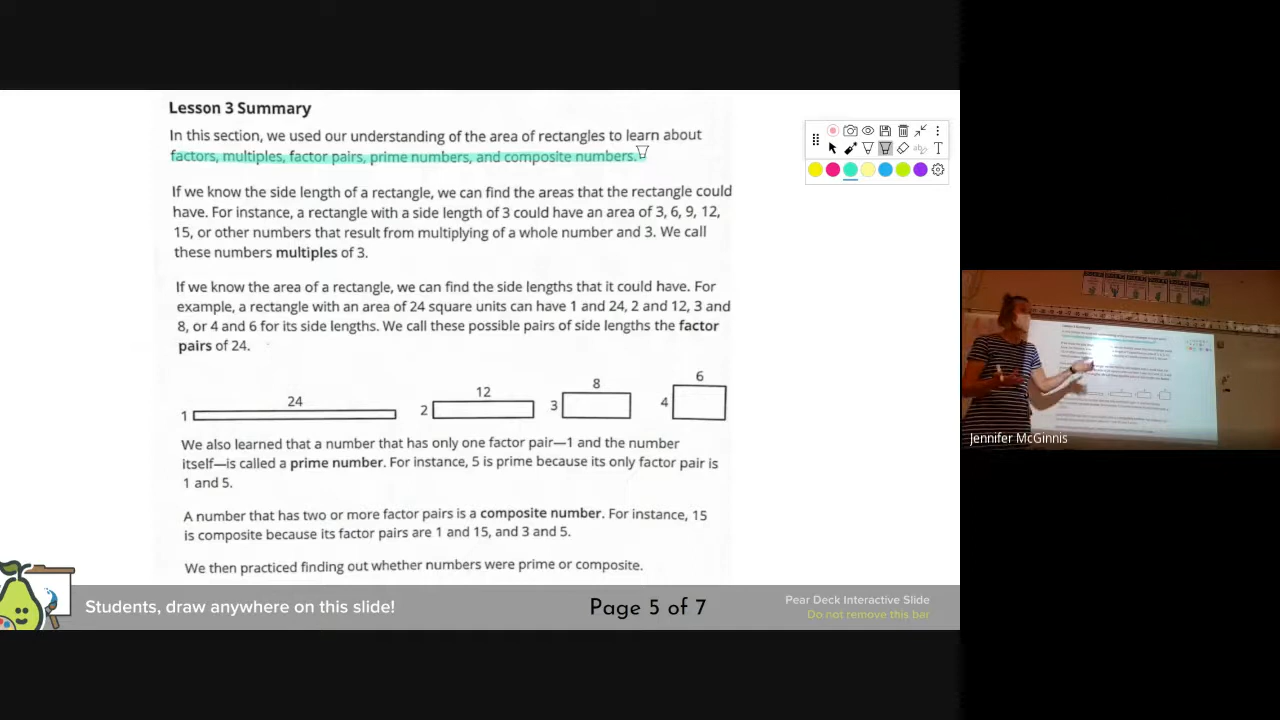 Lesson 3 Summary
In this section, we used our understanding of the area of rectangles to learn about
factors, multiples, factor pairs, prime numbers, and composite numbers.
If we know the side length of a rectangle, we can find the areas that the rectangle could
have. For instance, a rectangle with a side length of 3 could have an area of 3, 6, 9, 12,
15, or other numbers that result from multiplying of a whole number and 3. We call
these numbers multiples of 3.
If we know the area of a rectangle, we can find the side lengths that it could have. For
example, a rectangle with an area of 24 square units can have 1 and 24, 2 and 12, 3 and
8, or 4 and 6 for its side lengths. We call these possible pairs of side lengths the factor
pairs of 24.
24 12 8 6
1 2 3 4
We also learned that a number that has only one factor pair—1 and the number
itself—is called a prime number. For instance, 5 is prime because its only factor pair is
1 and 5.
A number that has two or more factor pairs is a composite number. For instance, 15
is composite because its factor pairs are 1 and 15, and 3 and 5.
We then practiced finding out whether numbers were prime or composite.
Students, draw anywhere on this slide!
Page 5 of 7
Pear Deck Interactive Slide
Do not remove this bar
T
Jennifer McGinnis
Lesson 3 Summary